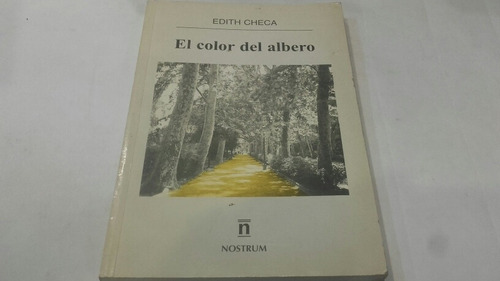 EDITH CHECA
El color del albero
n̅
NOSTRUM